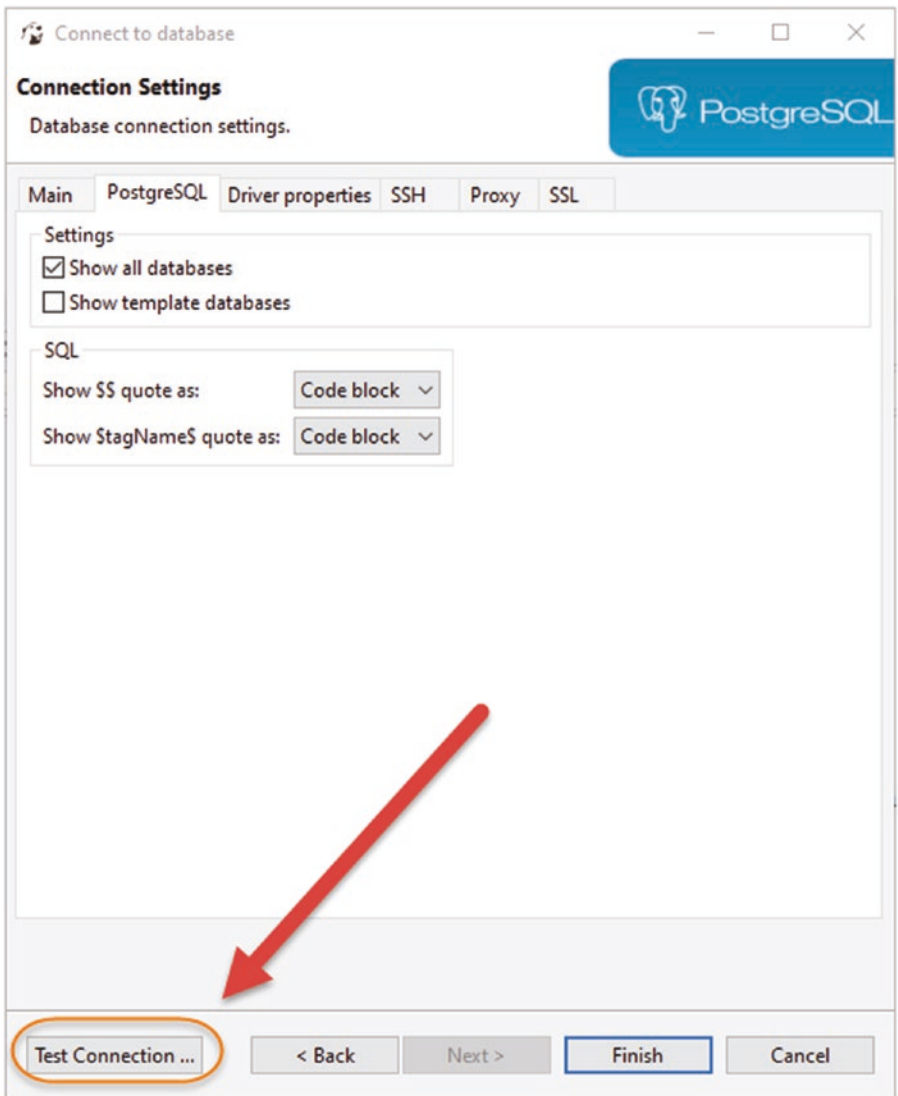 Connect to database
Connection Settings
Database connection settings.
PostgreSQL
Main PostgreSQL Driver properties SSH Proxy SSL
Settings
Show all databases
Show template databases
SQL
Show $$ quote as: Code block
Show $tagName$ quote as: Code block
Test Connection ... < Back Next > Finish Cancel